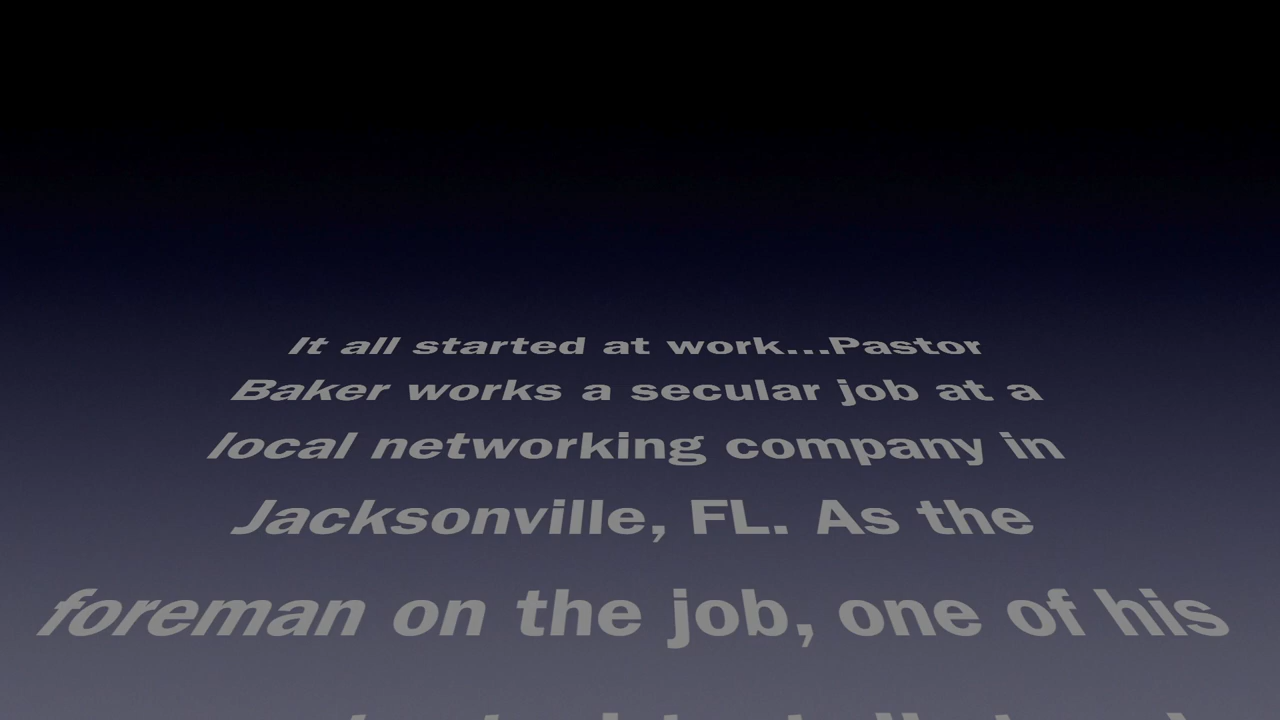 It all started at work...Pastor
Baker works a secular job at a
local networking company in
Jacksonville, FL. As the
foreman on the job, one of his